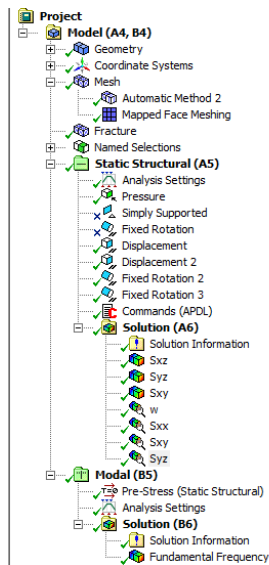 Project
Model (A4, B4)
Geometry
Coordinate Systems
Mesh
Automatic Method 2
Mapped Face Meshing
Fracture
Named Selections
Static Structural (A5)
Analysis Settings
Pressure
Simply Supported
Fixed Rotation
Displacement
Displacement 2
Fixed Rotation 2
Fixed Rotation 3
Commands (APDL)
Solution (A6)
Solution Information
Sxz
Syz
Sxy
w
Sxx
Sxy
Syz
Modal (B5)
Pre-Stress (Static Structural)
Analysis Settings
Solution (B6)
Solution Information
Fundamental Frequency